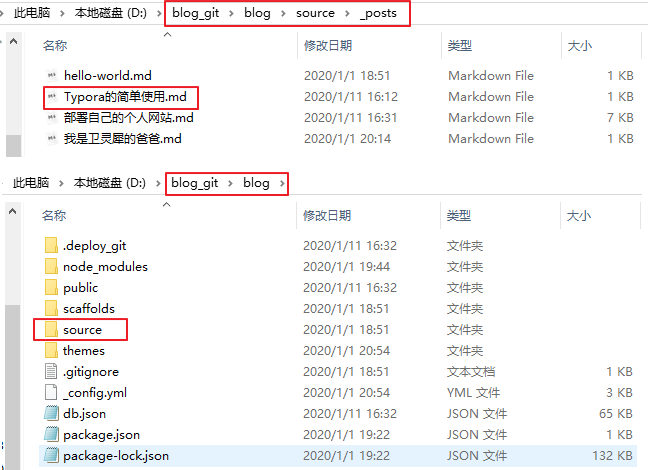 此电脑 > 本地磁盘 (D:) > blog_git > blog > source > _posts
名称 修改日期 类型 大小
hello-world.md 2020/1/1 18:51 Markdown File 1 KB
Typora的简单使用.md 2020/1/11 16:12 Markdown File 1 KB
部署自己的个人网站.md 2020/1/11 16:31 Markdown File 7 KB
我是卫灵犀的爸爸.md 2020/1/1 20:14 Markdown File 1 KB
此电脑 > 本地磁盘 (D:) > blog_git > blog >
名称 修改日期 类型 大小
.deploy_git 2020/1/11 16:32 文件夹
node_modules 2020/1/1 19:44 文件夹
public 2020/1/11 16:32 文件夹
scaffolds 2020/1/1 18:51 文件夹
source 2020/1/1 18:51 文件夹
themes 2020/1/1 20:54 文件夹
.gitignore 2020/1/1 18:51 文本文档 1 KB
_config.yml 2020/1/1 20:54 YML 文件 3 KB
db.json 2020/1/11 16:32 JSON 文件 65 KB
package.json 2020/1/1 19:22 JSON 文件 1 KB
package-lock.json 2020/1/1 19:22 JSON 文件 132 KB